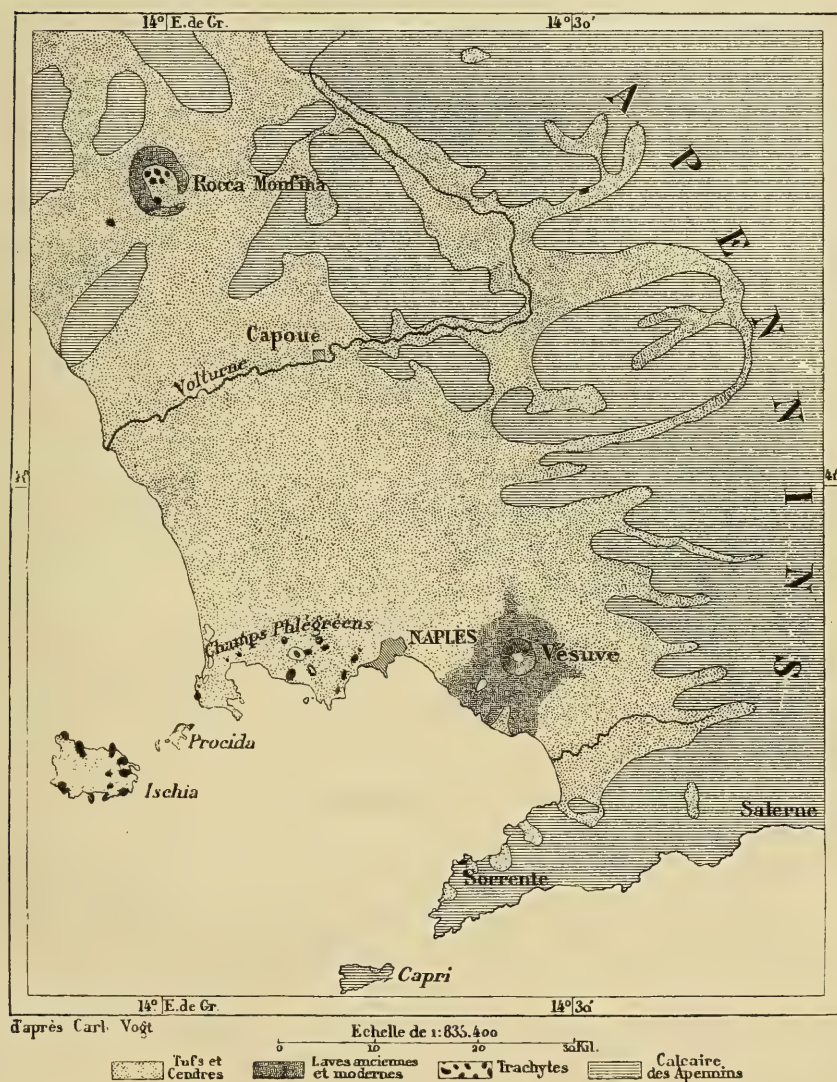 14° E. de Gr. 14° 30'
A P E N N I N S
Rocca Monfina
Capoue
Volturne
Champs Phlégréens
NAPLES
Vésuve
Procida
Ischia
Salerne
Sorrente
Capri
14° E. de Gr. 14° 30'
d'après Carl. Vogt
Echelle de 1:835.400
0 10 20 30 Kil.
Tufs et Cendres
Laves anciennes et modernes
Trachytes
Calcaire des Apennins